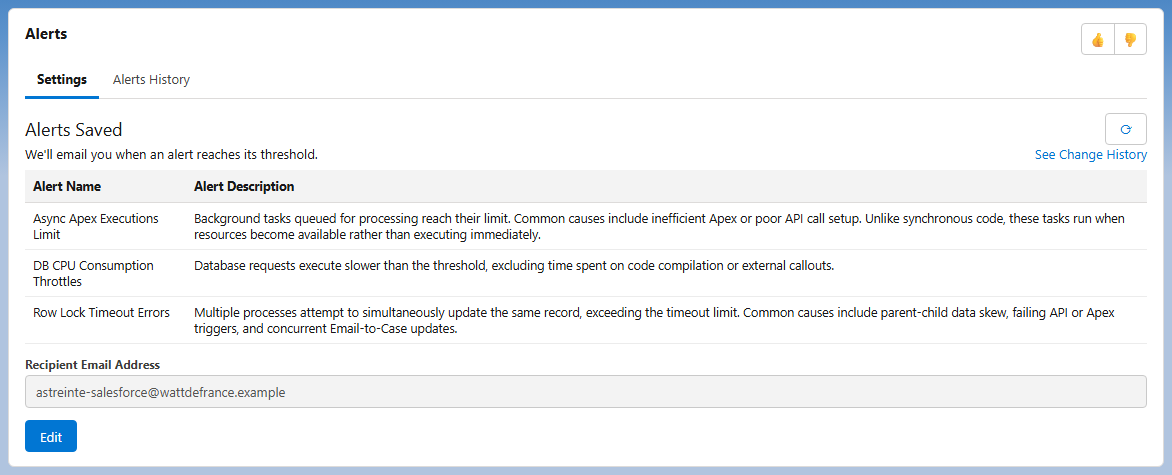 Alerts
Settings
Alerts History
Alerts Saved
We'll email you when an alert reaches its threshold.
See Change History
Alert Name
Alert Description
Async Apex Executions
Limit
Background tasks queued for processing reach their limit. Common causes include inefficient Apex or poor API call setup. Unlike synchronous code, these tasks run when
resources become available rather than executing immediately.
DB CPU Consumption
Throttles
Database requests execute slower than the threshold, excluding time spent on code compilation or external callouts.
Row Lock Timeout Errors
Multiple processes attempt to simultaneously update the same record, exceeding the timeout limit. Common causes include parent-child data skew, failing API or Apex
triggers, and concurrent Email-to-Case updates.
Recipient Email Address
astreinte-salesforce@wattdefrance.example
Edit